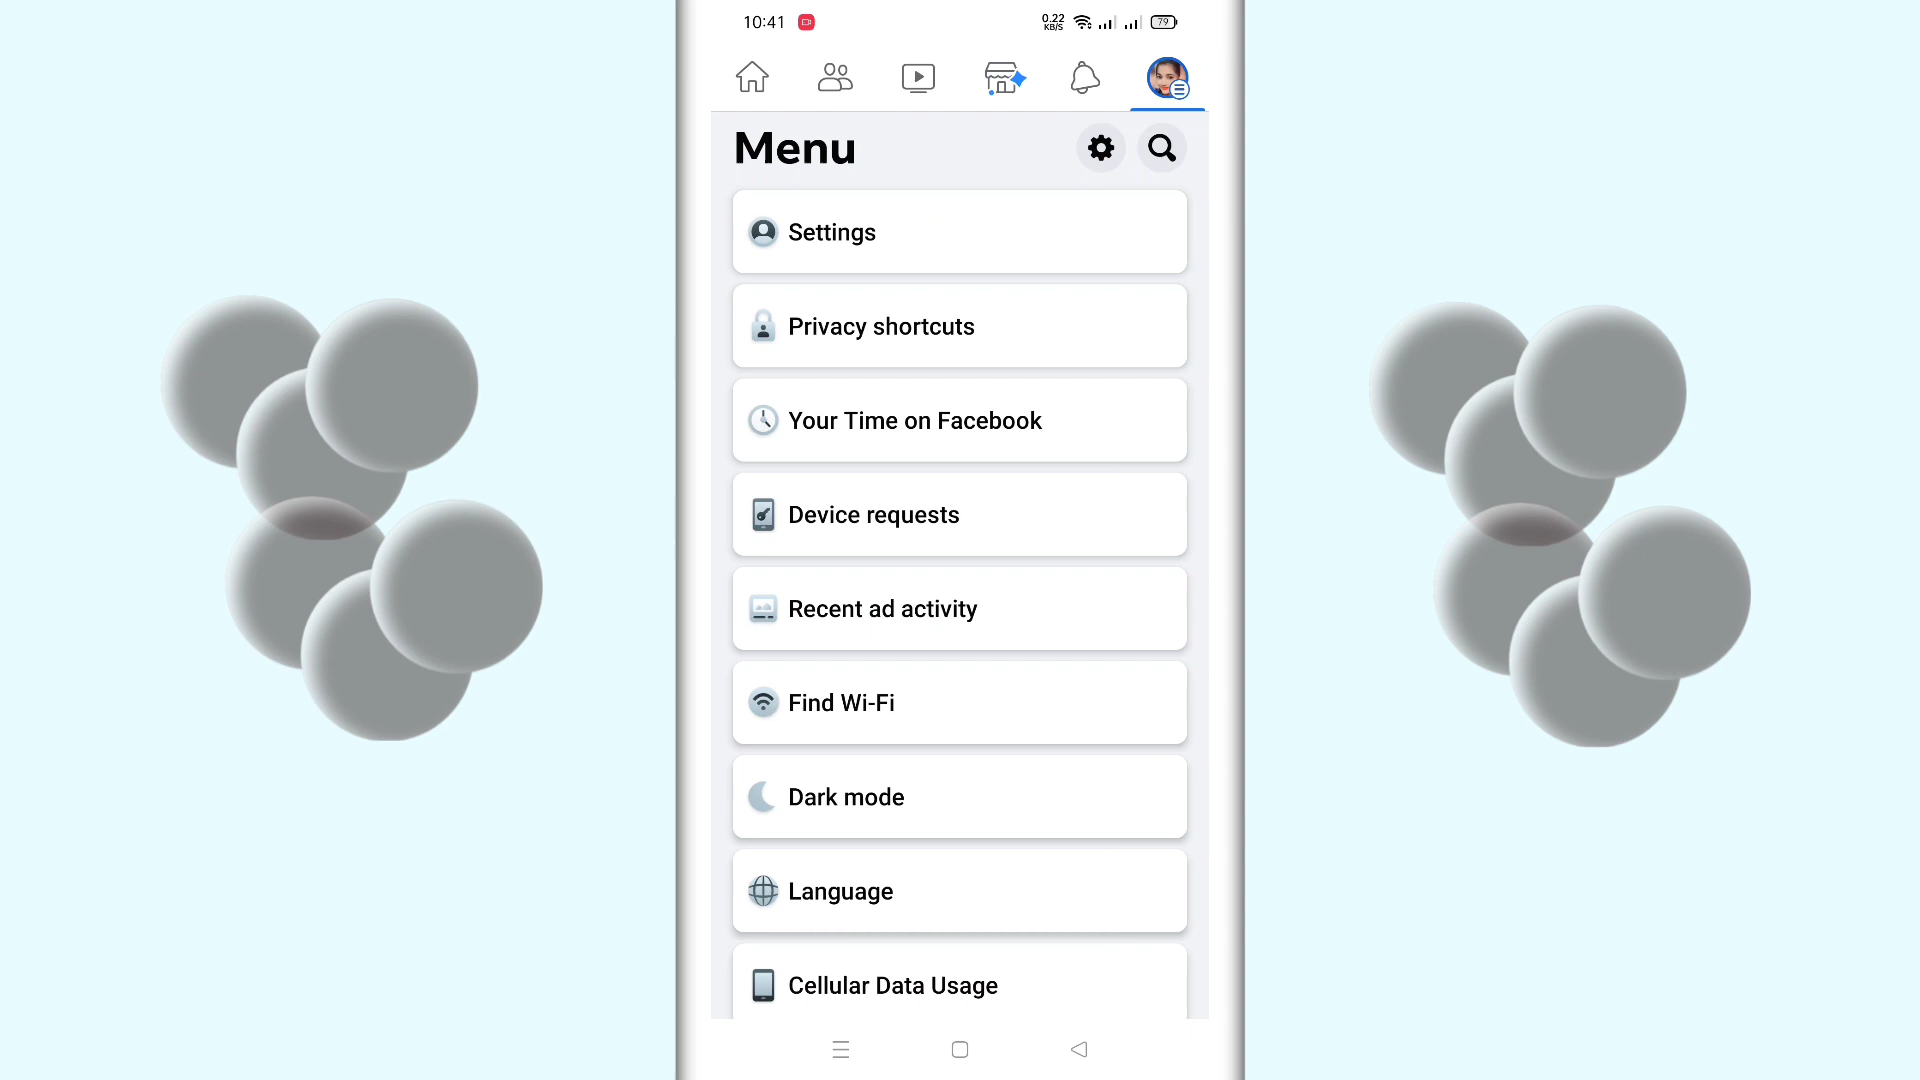 10:41
0.22
KB/S
79
Menu
Settings
Privacy shortcuts
Your Time on Facebook
Device requests
Recent ad activity
Find Wi-Fi
Dark mode
Language
Cellular Data Usage